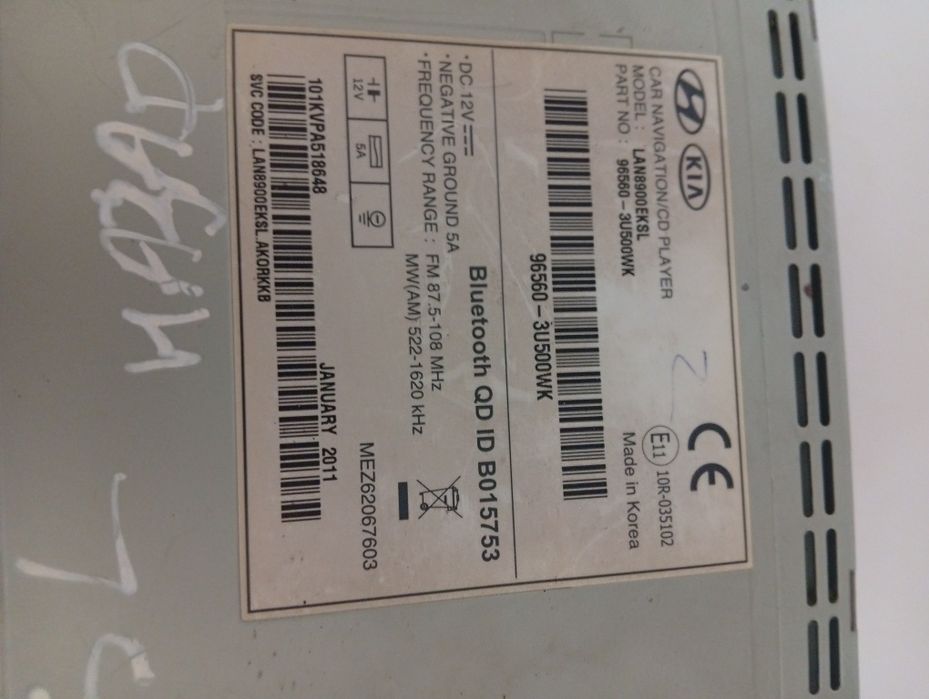 KIA
CAR NAVIGATION/CD PLAYER
MODEL : LAN8900EKSL
PART NO : 96560-3U500WK
CE
E11 10R-035102
Made in Korea
96560-3U500WK
Bluetooth QD ID B015753
*DC 12V
*NEGATIVE GROUND 5A
*FREQUENCY RANGE : FM 87.5-108 MHz
MW(AM) 522-1620 kHz
12V
5A
MEZ62067603
101KVPA518648
JANUARY 2011
SVC CODE : LAN8900EKSL.AKORKKB